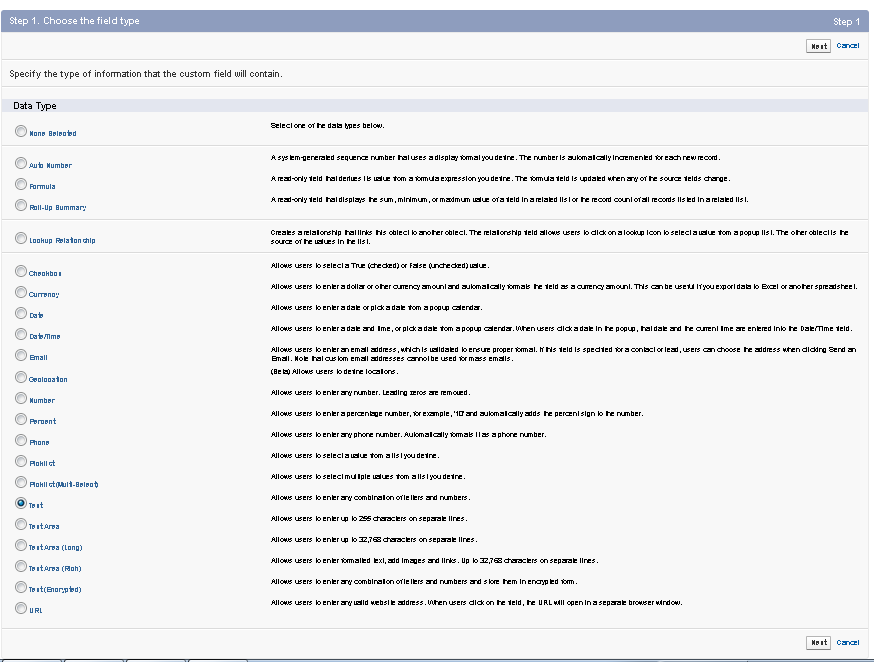 Step 1. Choose the field type
Step 1
Next Cancel
Specify the type of information that the custom field will contain.
Data Type
None Selected
Select one of the data types below.
Auto Number
A system-generated sequence number that uses a display format you define. The number is automatically incremented for each new record.
Formula
A read-only field that derives its value from a formula expression you define. The formula field is updated when any of the source fields change.
Roll-Up Summary
A read-only field that displays the sum, minimum, or maximum value of a field in a related list or the record count of all records listed in a related list.
Lookup Relationship
Creates a relationship that links this object to another object. The relationship field allows users to click on a lookup icon to select a value from a popup list. The other object is the
source of the values in the list.
Checkbox
Allows users to select a True (checked) or False (unchecked) value.
Currency
Allows users to enter a dollar or other currency amount and automatically formats the field as a currency amount. This can be useful if you export data to Excel or another spreadsheet.
Date
Allows users to enter a date or pick a date from a popup calendar.
Date/Time
Allows users to enter a date and time, or pick a date from a popup calendar. When users click a date in the popup, that date and the current time are entered into the Date/Time field.
Email
Allows users to enter an email address, which is validated to ensure proper format. If this field is specified for a contact or lead, users can choose the address when clicking Send an
Email. Note that custom email addresses cannot be used for mass emails.
Geolocation
(Beta) Allows users to define locations.
Number
Allows users to enter any number. Leading zeros are removed.
Percent
Allows users to enter a percentage number, for example, '10' and automatically adds the percent sign to the number.
Phone
Allows users to enter any phone number. Automatically formats it as a phone number.
Picklist
Allows users to select a value from a list you define.
Picklist (Multi-Select)
Allows users to select multiple values from a list you define.
Text
Allows users to enter any combination of letters and numbers.
Text Area
Allows users to enter up to 255 characters on separate lines.
Text Area (Long)
Allows users to enter up to 32,768 characters on separate lines.
Text Area (Rich)
Allows users to enter formatted text, add images and links. Up to 32,768 characters on separate lines.
Text (Encrypted)
Allows users to enter any combination of letters and numbers and store them in encrypted form.
URL
Allows users to enter any valid website address. When users click on the field, the URL will open in a separate browser window.
Next Cancel